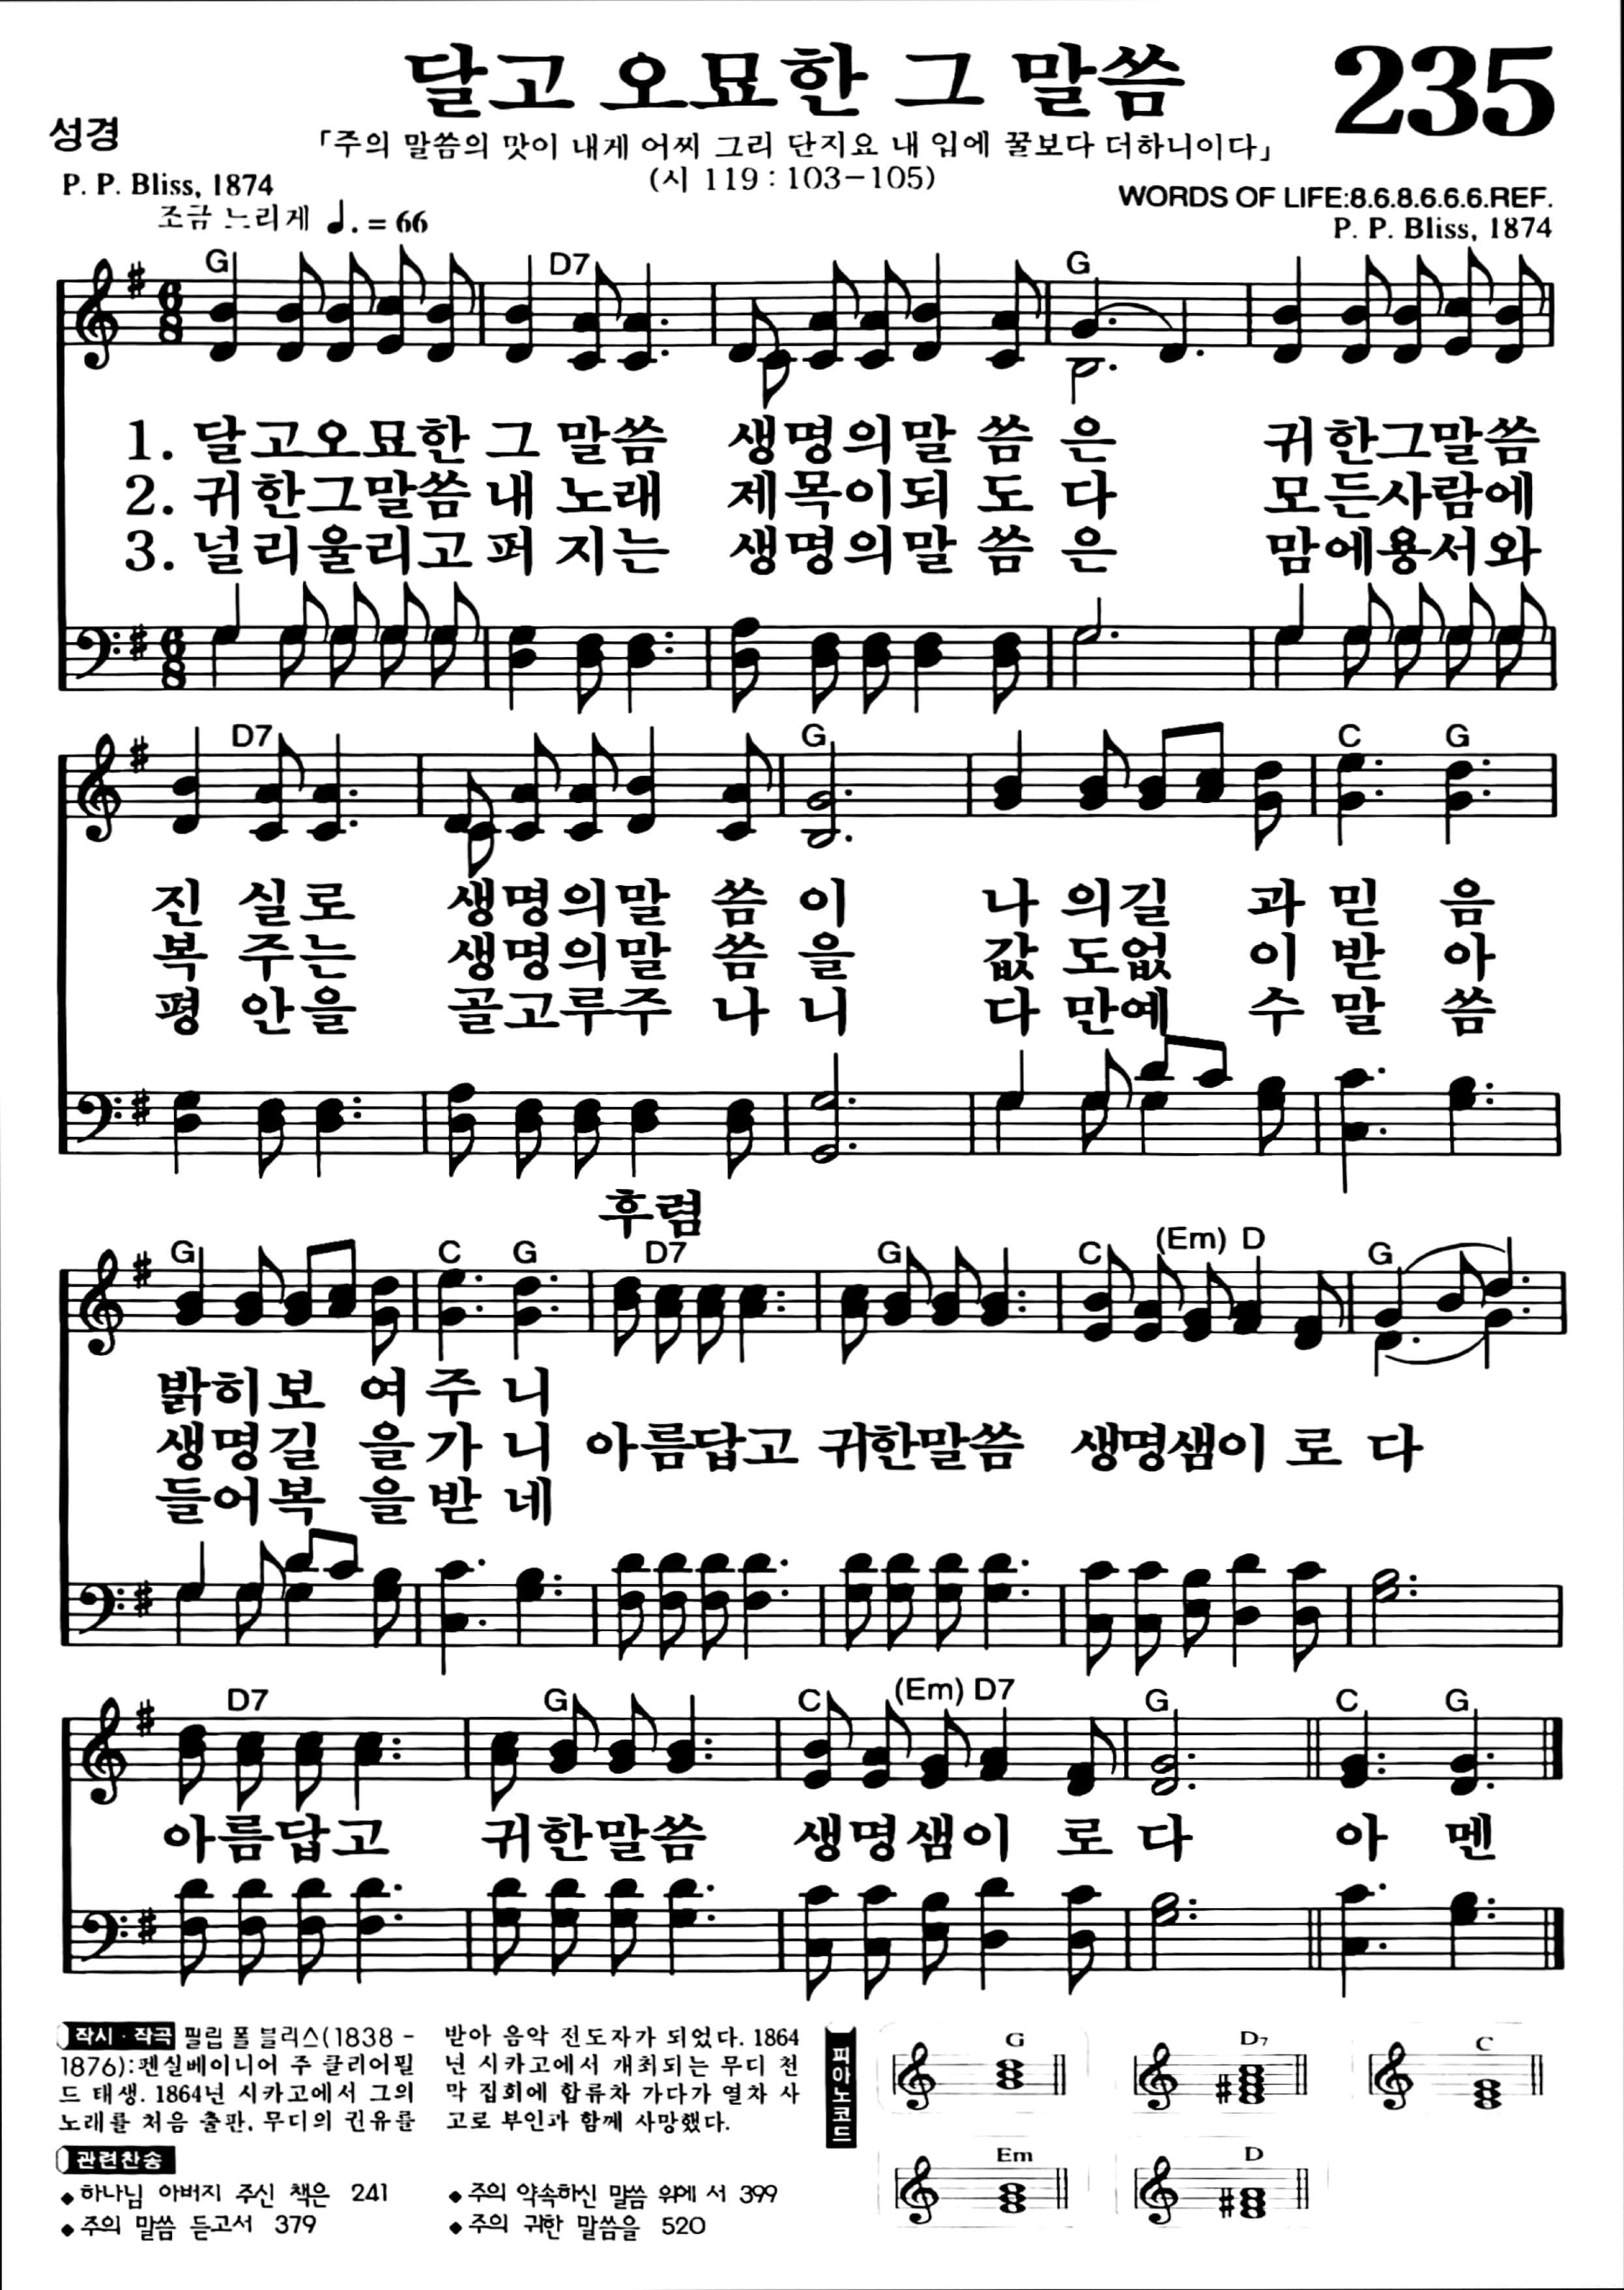 달고 오묘한 그 말씀
235
성경
「주의 말씀의 맛이 내게 어찌 그리 단지요 내 입에 꿀보다 더하니이다」
(시 119 : 103-105)
P. P. Bliss, 1874
WORDS OF LIFE:8.6.8.6.6.6.REF.
조금 느리게 ♩. = 66
P. P. Bliss, 1874
G D7 G
6 8
1. 달고오묘한 그 말씀 생명의말 씀 은 귀한그말씀
2. 귀한그말씀 내 노래 제목이되 도 다 모든사람에
3. 널리울리고 퍼 지는 생명의말 씀 은 맘에용서와
6 8
D7 G C G
진 실로 생명의말 씀 이 나 의길 과 믿 음
복 주는 생명의말 씀 을 값 도없 이 받 아
평 안을 골고루주 나 니 다 만예 수 말 씀
후렴
G C G D7 G C (Em) D G
밝히보 여 주 니
생명길 을 가 니 아름답고 귀한말씀 생명샘이 로 다
들어복 을 받 네
D7 G C (Em) D7 G C G
아름답고 귀한말씀 생명샘이 로 다 아 멘
작시·작곡 필립 폴 블리스(1838-
1876):펜실베이니어 주 클리어필
드 태생. 1864년 시카고에서 그의
노래를 처음 출판. 무디의 권유를
받아 음악 전도자가 되었다. 1864
년 시카고에서 개최되는 무디 천
막 집회에 합류차 가다가 열차 사
고로 부인과 함께 사망했다.
관련찬송
◆하나님 아버지 주신 책은 241
◆주의 말씀 듣고서 379
◆주의 약속하신 말씀 위에 서 399
◆주의 귀한 말씀을 520
피아노코드
G D7 C
Em D